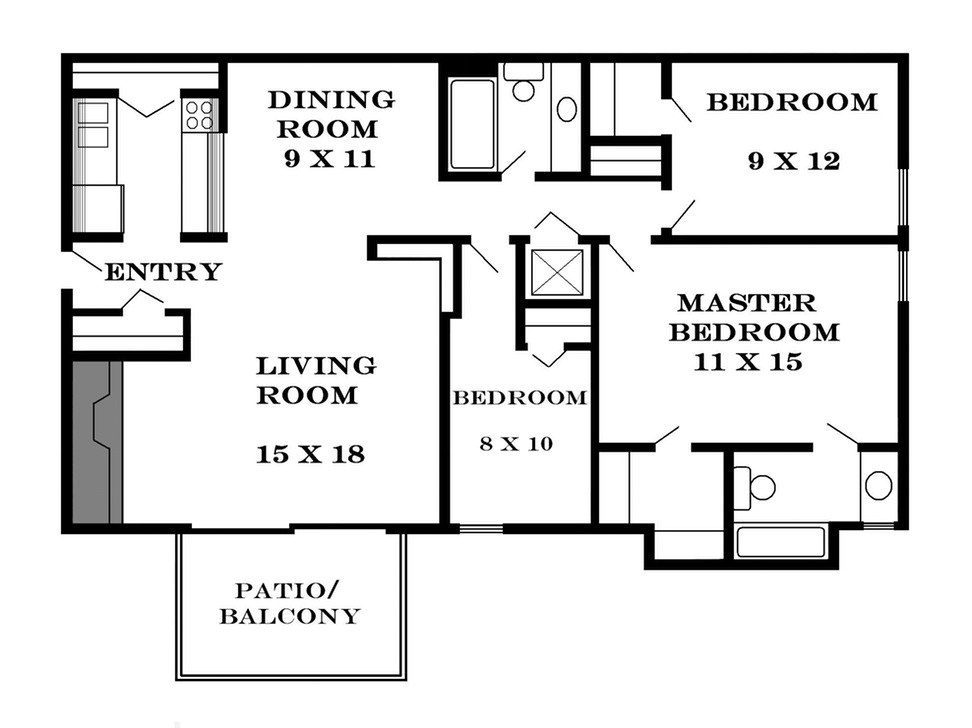 DINING
ROOM
9 X 11
BEDROOM
9 X 12
ENTRY
MASTER
BEDROOM
11 X 15
LIVING
ROOM
15 X 18
BEDROOM
8 X 10
PATIO/
BALCONY